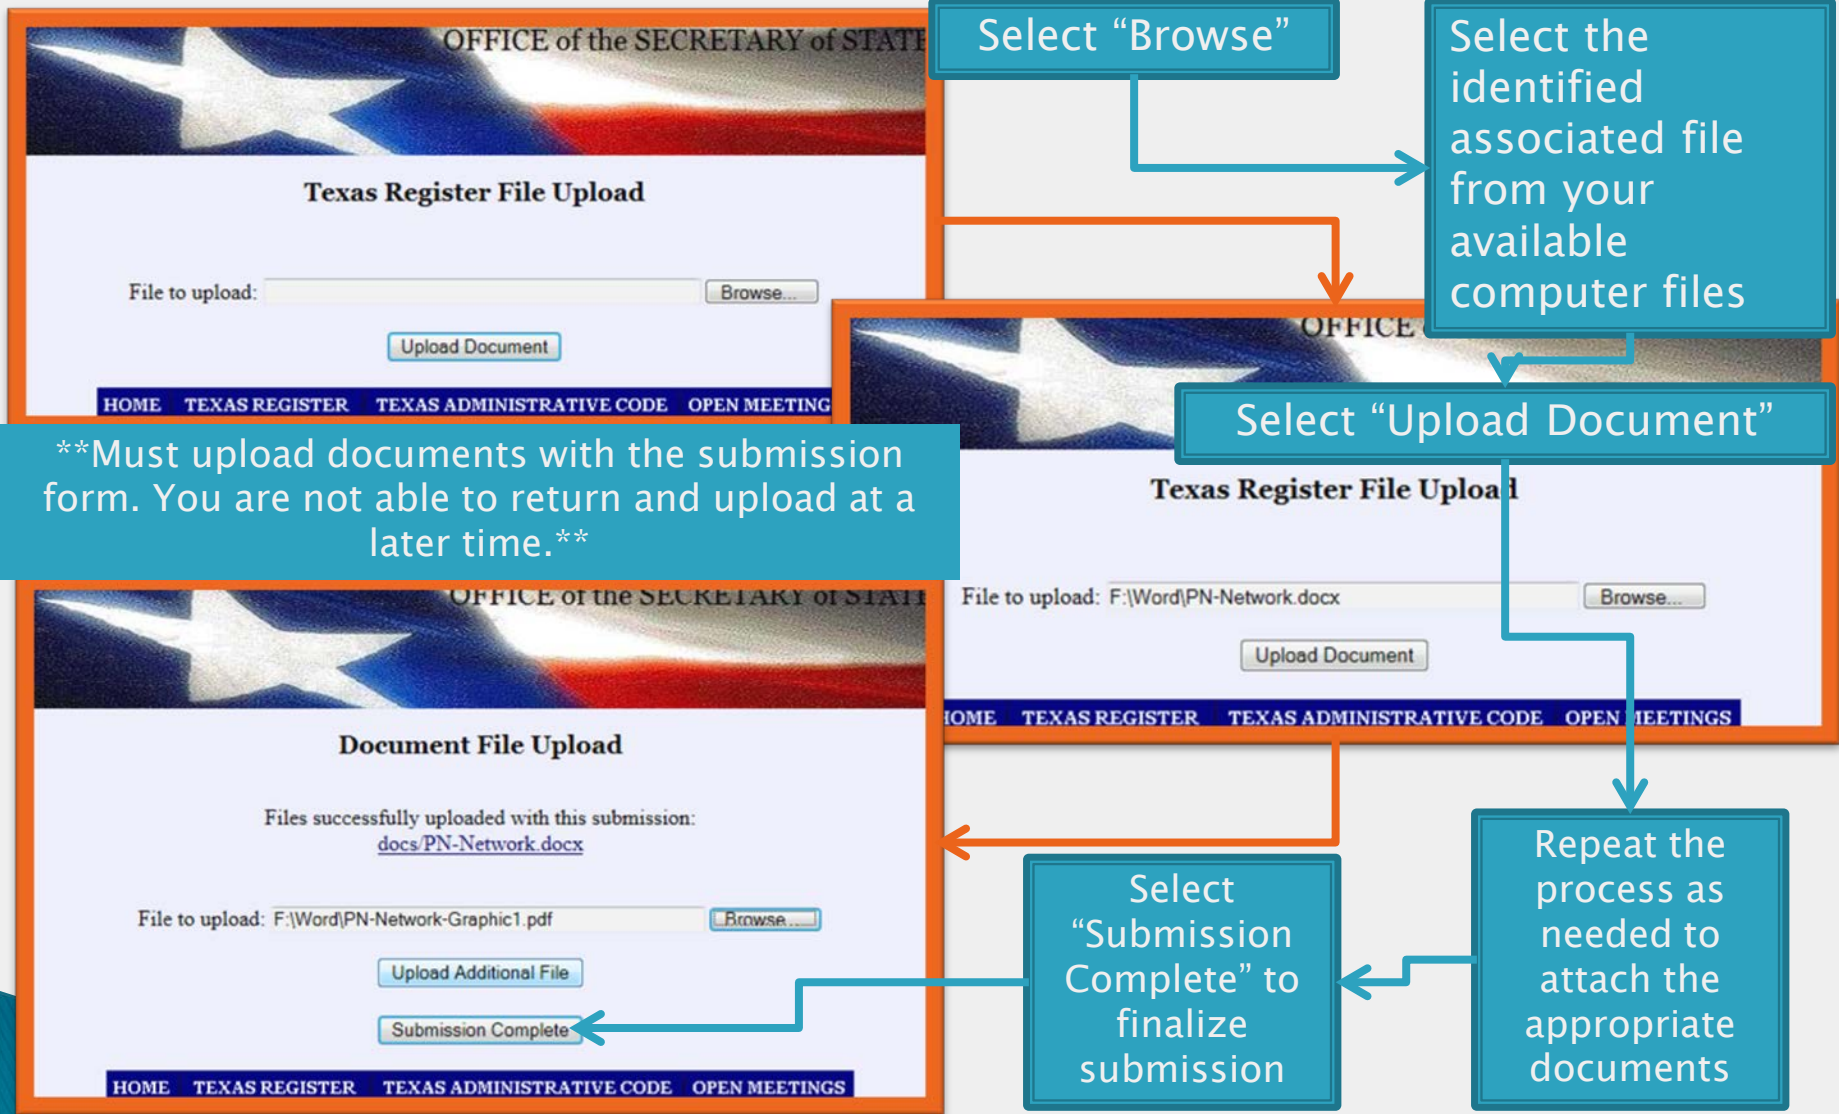 OFFICE of the SECRETARY of STATE
Texas Register File Upload
File to upload:
Browse...
Upload Document
HOME TEXAS REGISTER TEXAS ADMINISTRATIVE CODE OPEN MEETING
Select “Browse”
Select the
identified
associated file
from your
available
computer files
OFFICE
Select “Upload Document”
Texas Register File Upload
File to upload: F:\Word\PN-Network.docx
Browse...
Upload Document
HOME TEXAS REGISTER TEXAS ADMINISTRATIVE CODE OPEN MEETINGS
**Must upload documents with the submission
form. You are not able to return and upload at a
later time.**
OFFICE of the SECRETARY of STATE
Document File Upload
Files successfully uploaded with this submission:
docs/PN-Network.docx
File to upload: F:\Word\PN-Network-Graphic1.pdf
Browse...
Upload Additional File
Submission Complete
HOME TEXAS REGISTER TEXAS ADMINISTRATIVE CODE OPEN MEETINGS
Repeat the
process as
needed to
attach the
appropriate
documents
Select
“Submission
Complete” to
finalize
submission